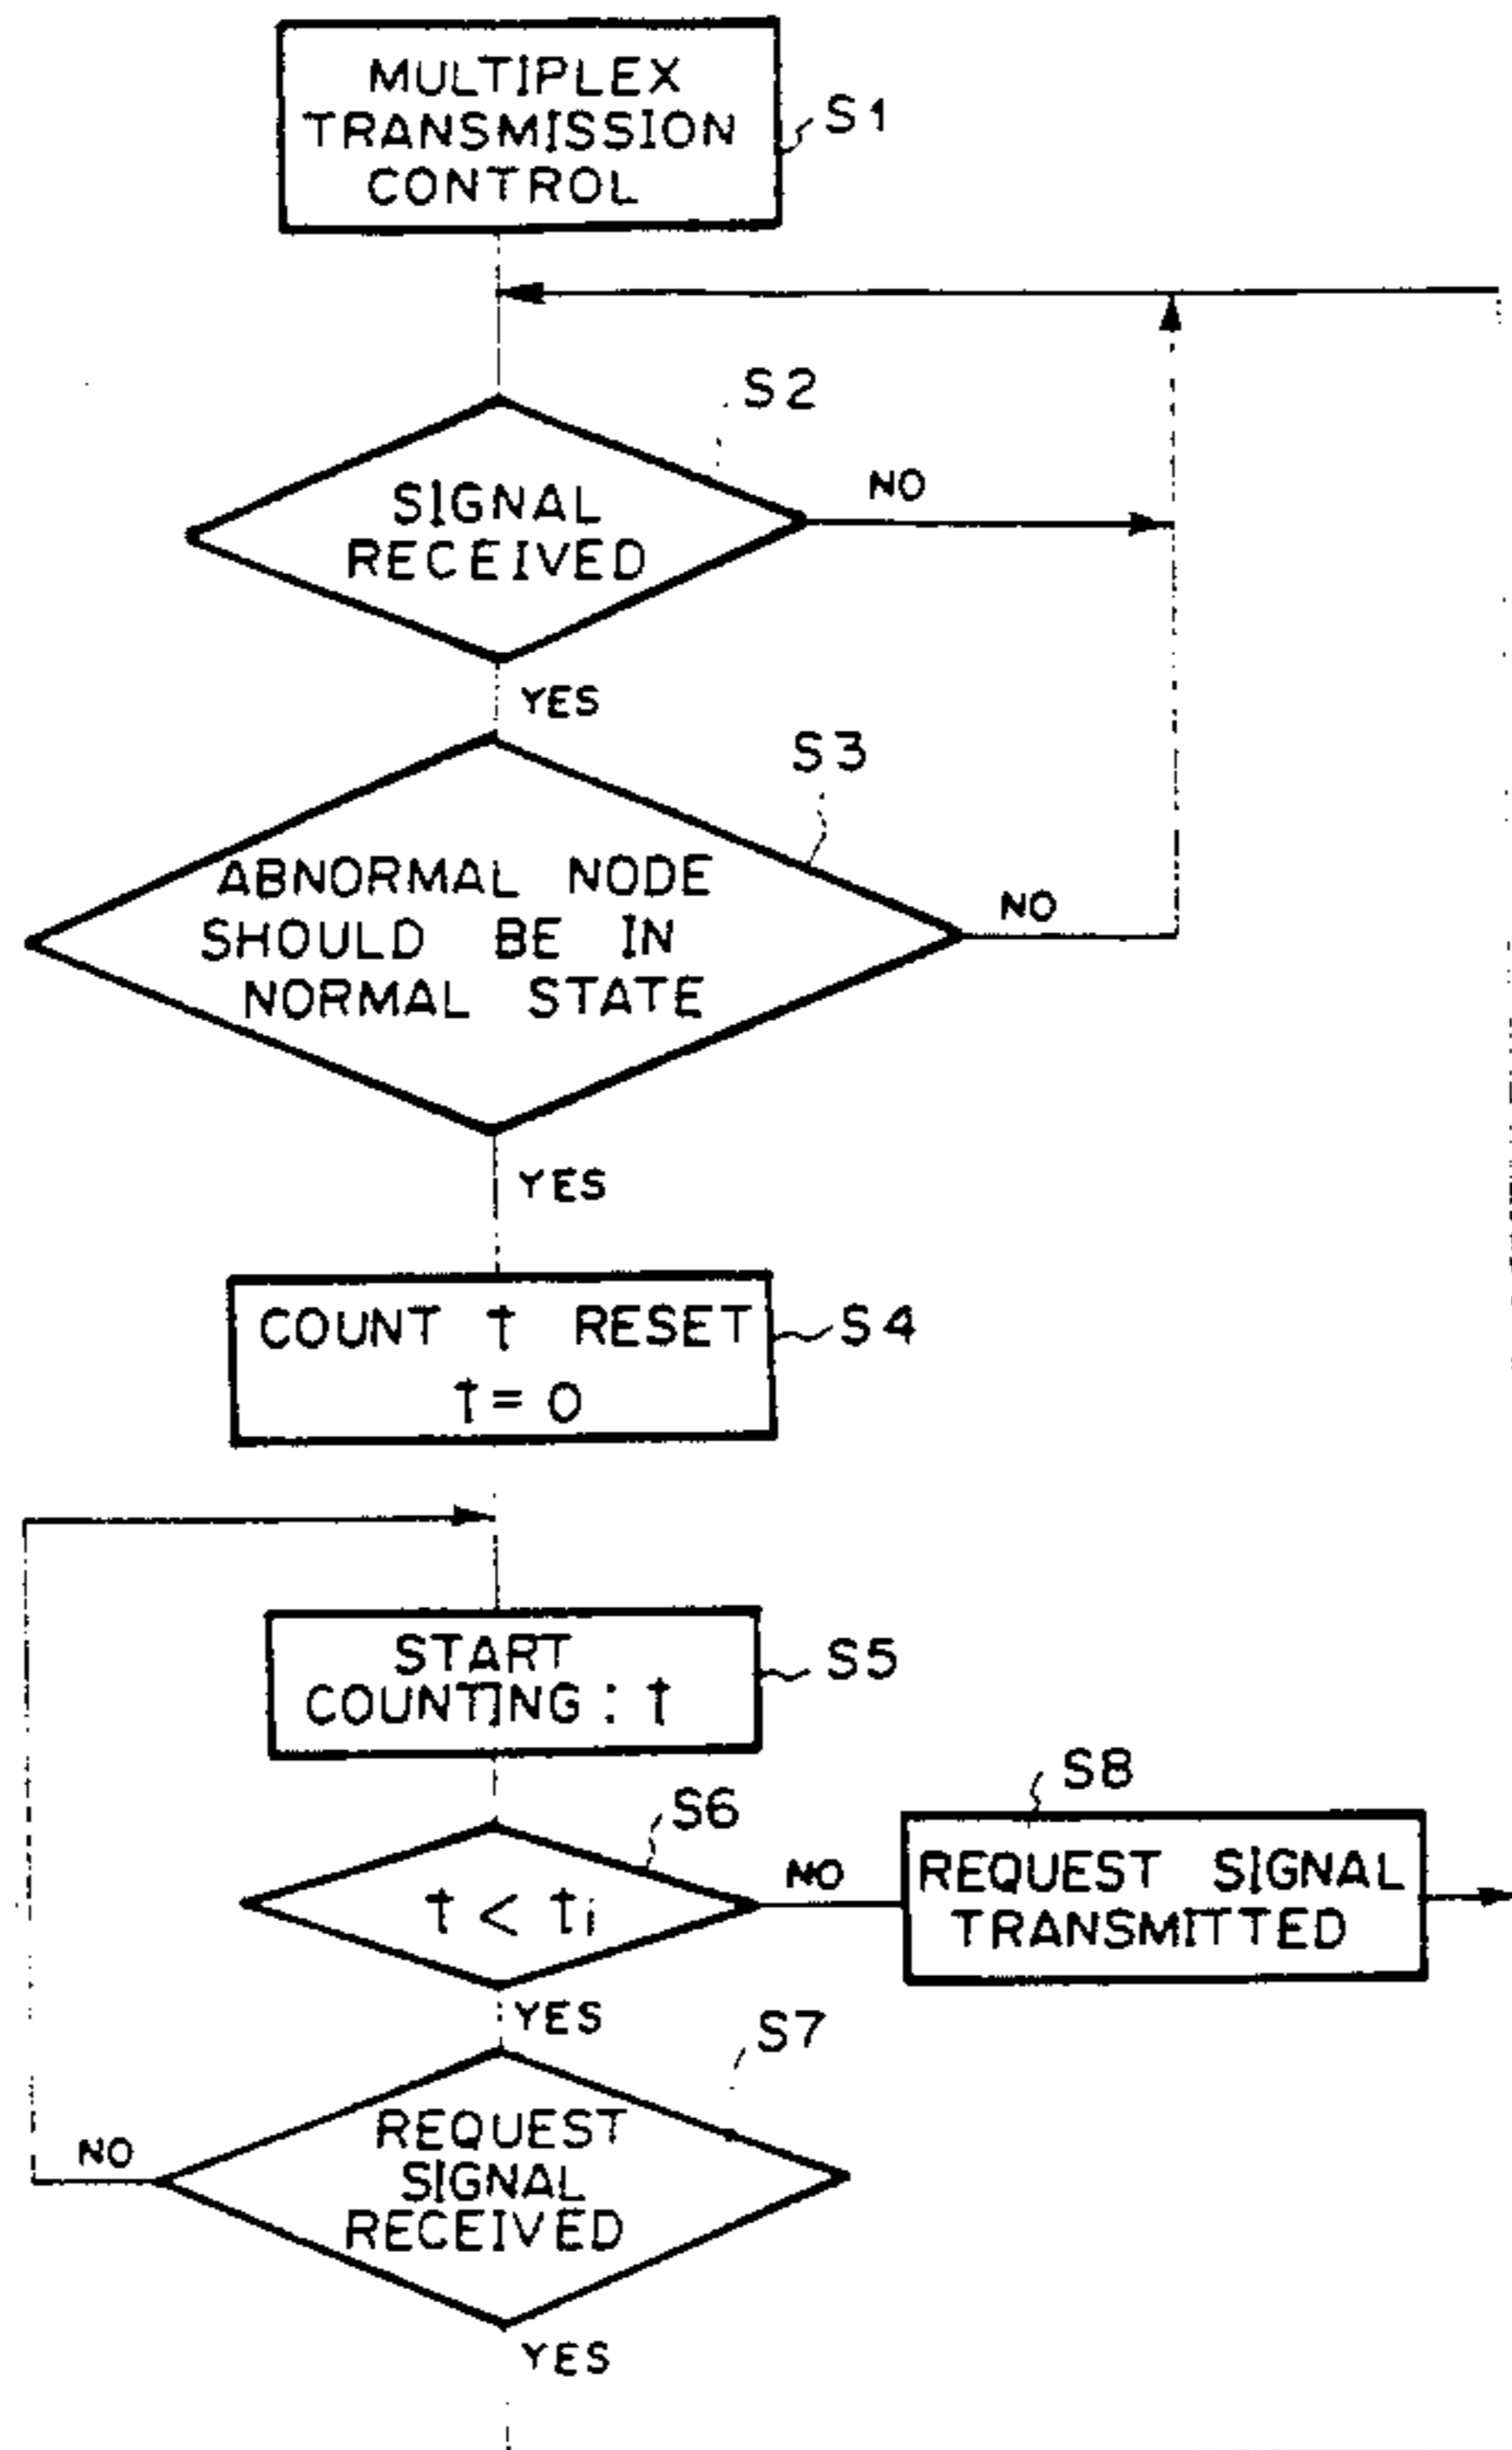 MULTIPLEX
TRANSMISSION
CONTROL
S1
S2
SIGNAL
RECEIVED
NO
YES
S3
ABNORMAL NODE
SHOULD BE IN
NORMAL STATE
NO
YES
COUNT t RESET
t = 0
S4
START
COUNTING : t
S5
S6
t < ti
NO
S8
REQUEST SIGNAL
TRANSMITTED
YES
S7
REQUEST
SIGNAL
RECEIVED
NO
YES